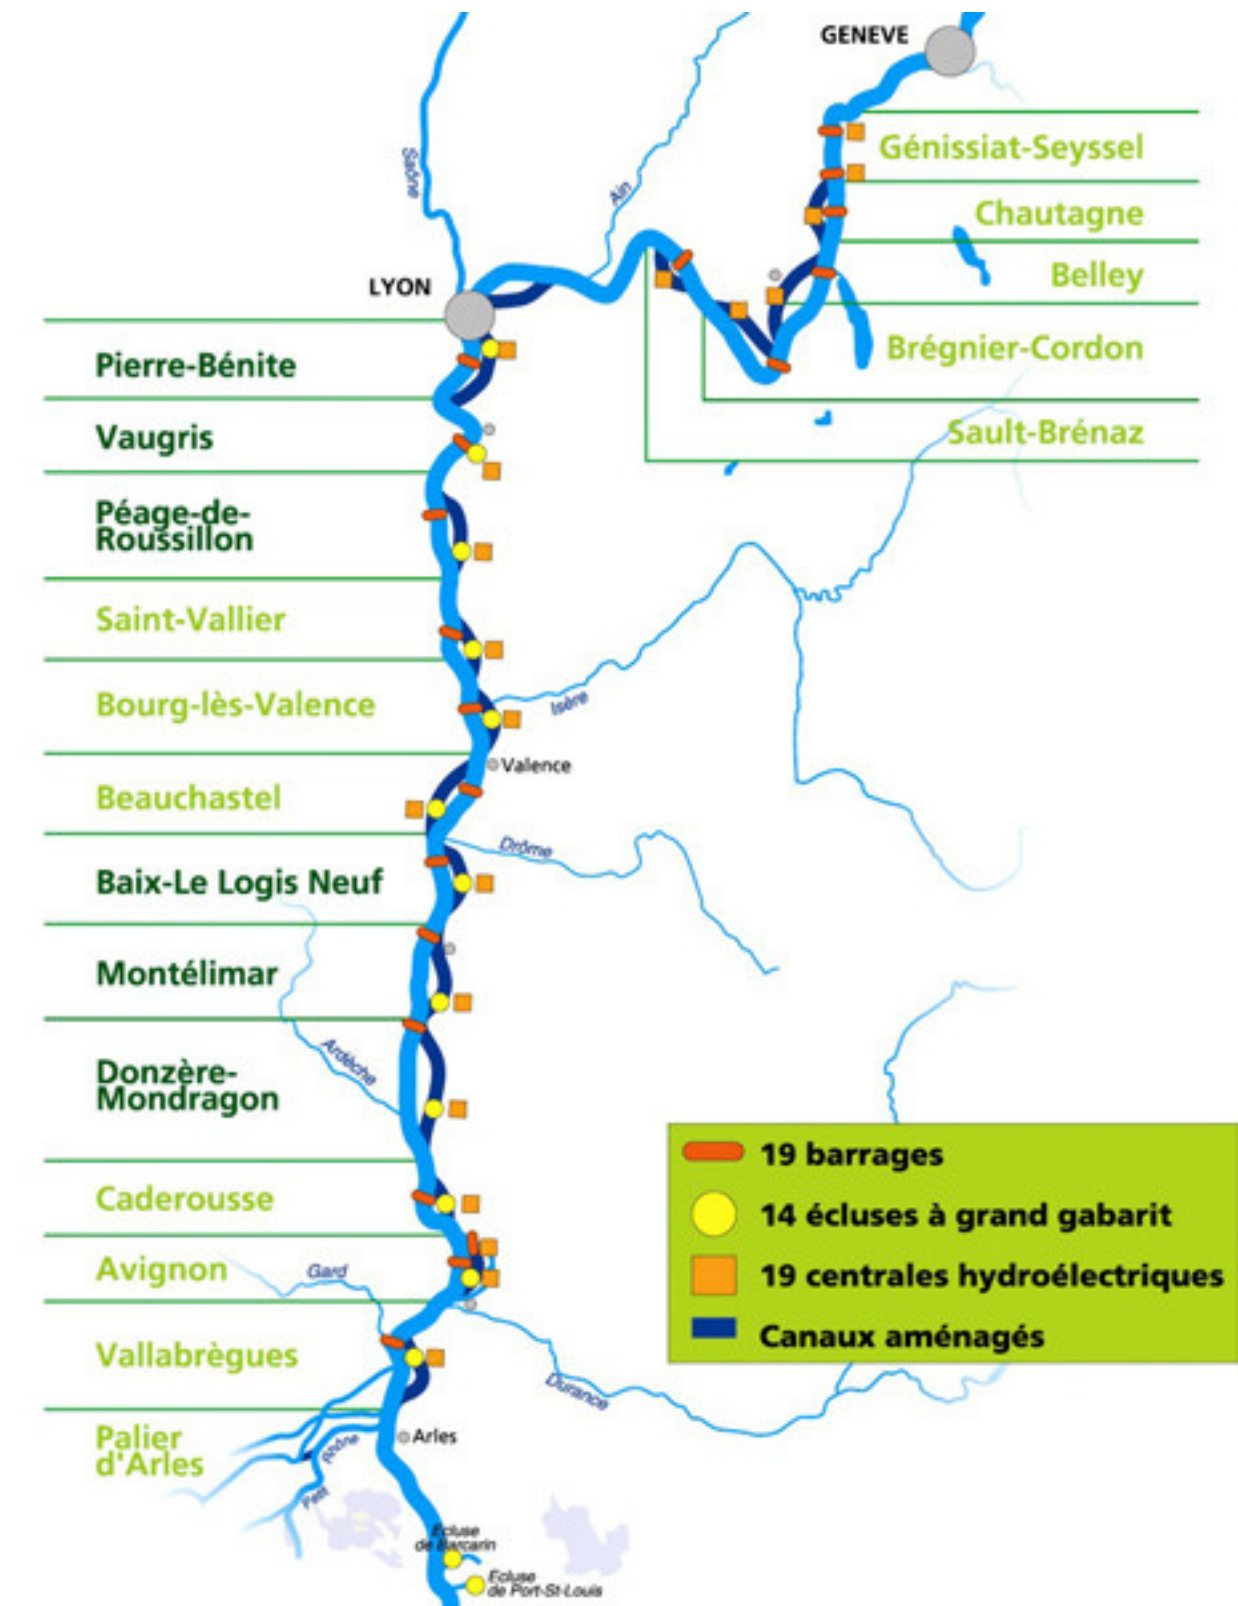 GENEVE
Génissiat-Seyssel
Saône
Ain
Chautagne
Belley
LYON
Brégnier-Cordon
Pierre-Bénite
Sault-Brénaz
Vaugris
Péage-de-
Roussillon
Saint-Vallier
Isère
Bourg-lès-Valence
Valence
Beauchastel
Drôme
Baix-Le Logis Neuf
Montélimar
Ardèche
Donzère-
Mondragon
19 barrages
14 écluses à grand gabarit
19 centrales hydroélectriques
Canaux aménagés
Caderousse
Avignon
Gard
Vallabrègues
Durance
Palier
d'Arles
Arles
Petit
Rhône
Ecluse
de Barcarin
Ecluse
de Port-St-Louis